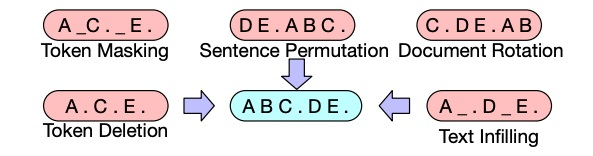 A _ C . _ E .
D E . A B C .
C . D E . A B
Token Masking
Sentence Permutation
Document Rotation
A . C . E .
A B C . D E .
A _ . D _ E .
Token Deletion
Text Infilling